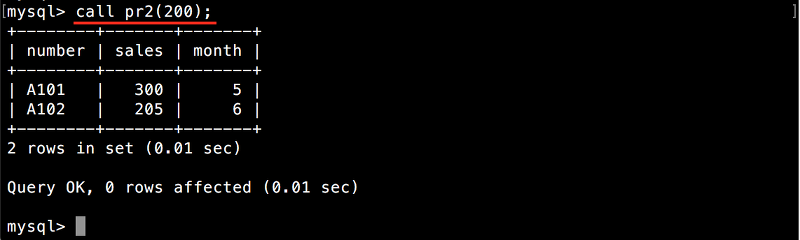 [mysql> call pr2(200); ]
+--------+-------+-------+
| number | sales | month |
+--------+-------+-------+
| A101   |   300 |     5 |
| A102   |   205 |     6 |
+--------+-------+-------+
2 rows in set (0.01 sec)

Query OK, 0 rows affected (0.01 sec)

mysql>